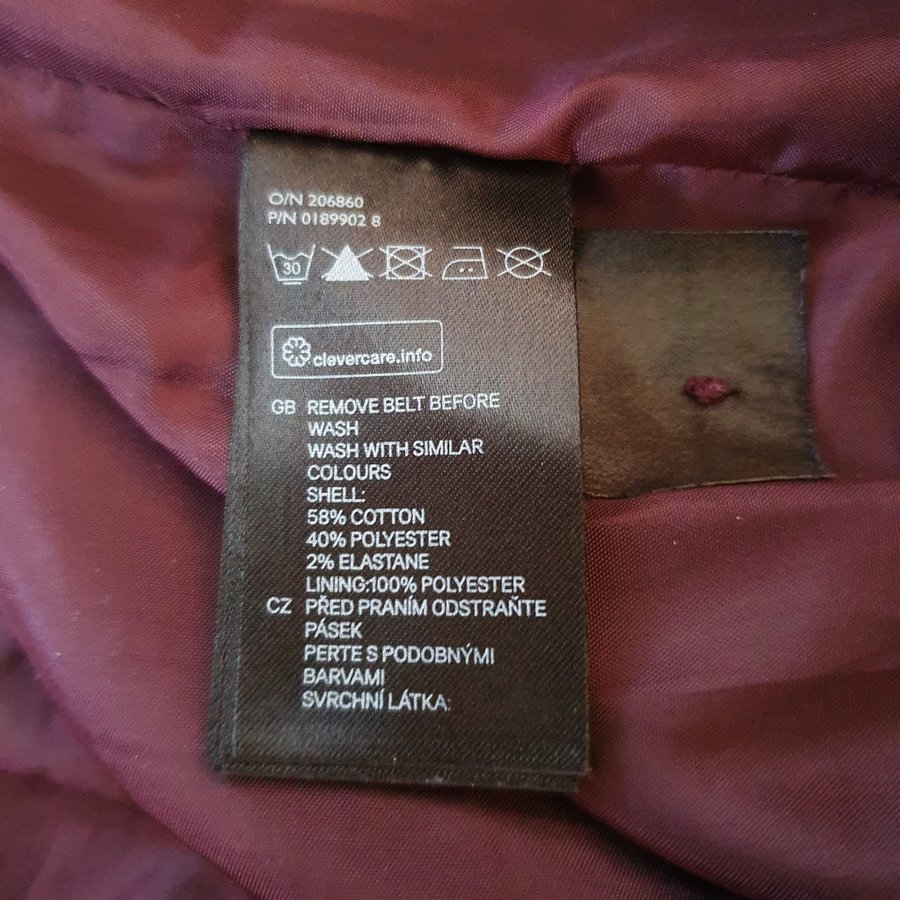 O/N 206860
P/N 0189902 8
30
clevercare.info
GB REMOVE BELT BEFORE
WASH
WASH WITH SIMILAR
COLOURS
SHELL:
58% COTTON
40% POLYESTER
2% ELASTANE
LINING:100% POLYESTER
CZ PŘED PRANÍM ODSTRAŇTE
PÁSEK
PERTE S PODOBNÝMI
BARVAMI
SVRCHNÍ LÁTKA: